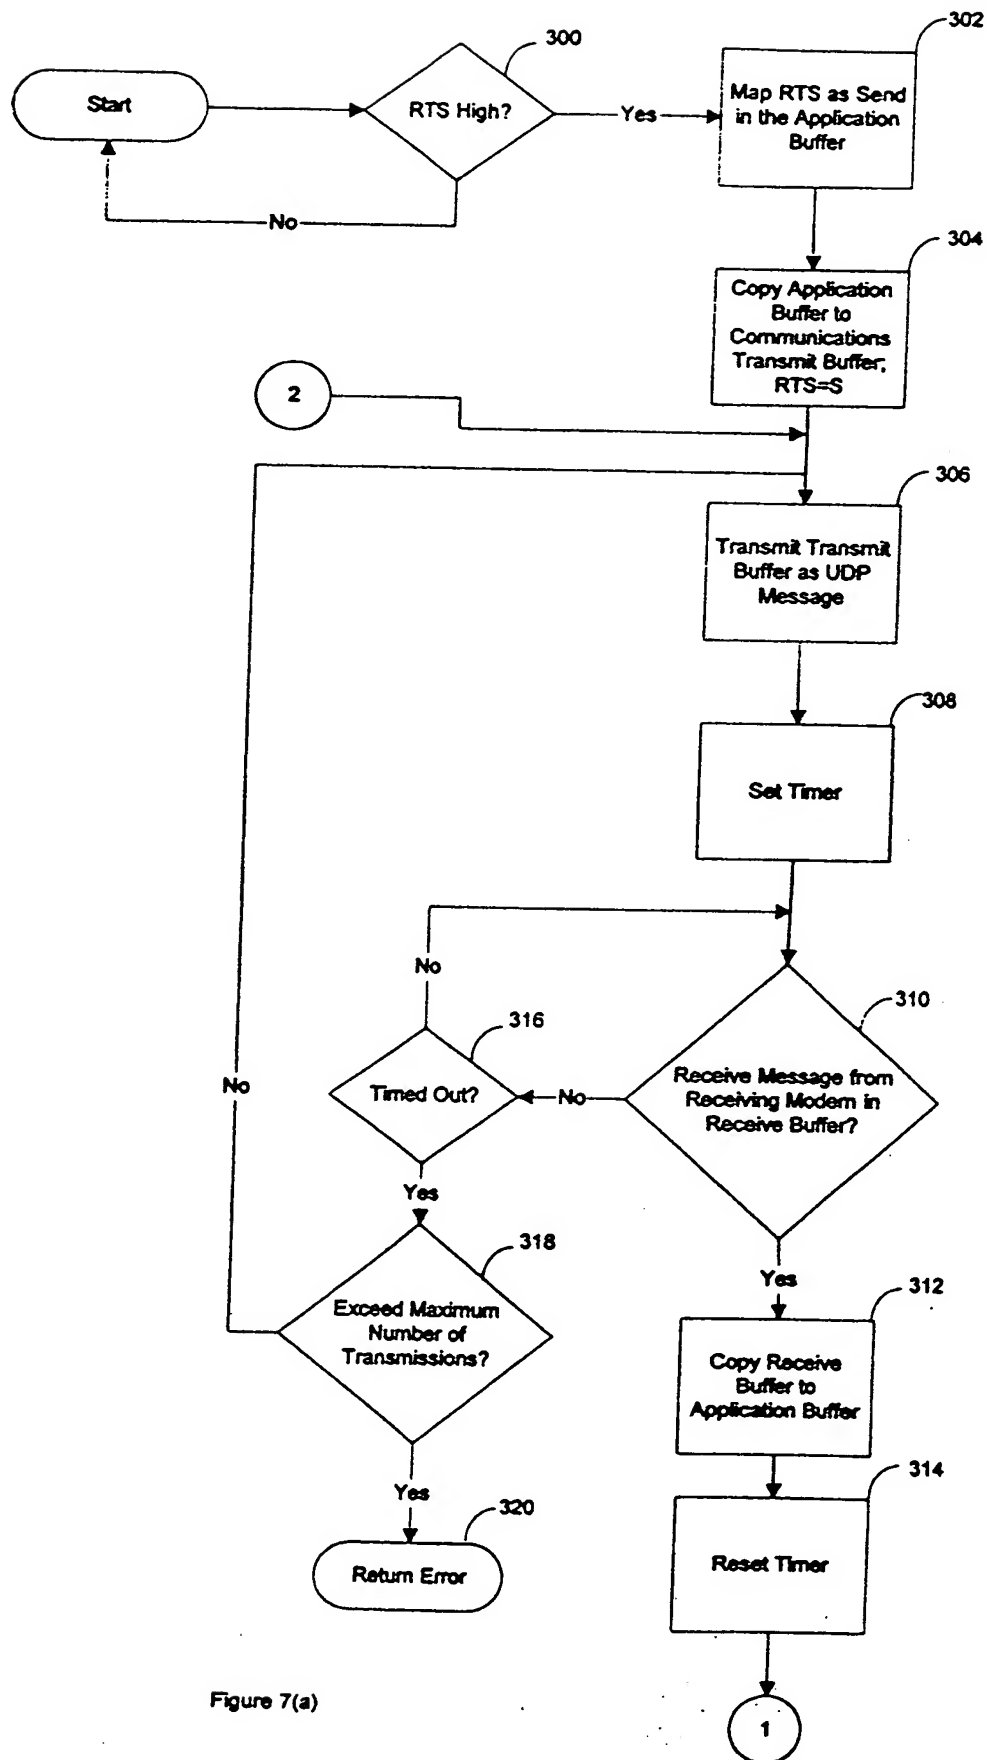 302
300
Start
RTS High?
Yes
Map RTS as Send
in the Application
Buffer
No
304
Copy Application
Buffer to
Communications
Transmit Buffer;
RTS=S
2
306
Transmit Transmit
Buffer as UDP
Message
308
Set Timer
No
310
316
Receive Message from
Receiving Modem in
Receive Buffer?
No
Timed Out?
No
Yes
318
Yes
312
Exceed Maximum
Number of
Transmissions?
Copy Receive
Buffer to
Application Buffer
314
Yes
320
Return Error
Reset Timer
Figure 7(a)
1